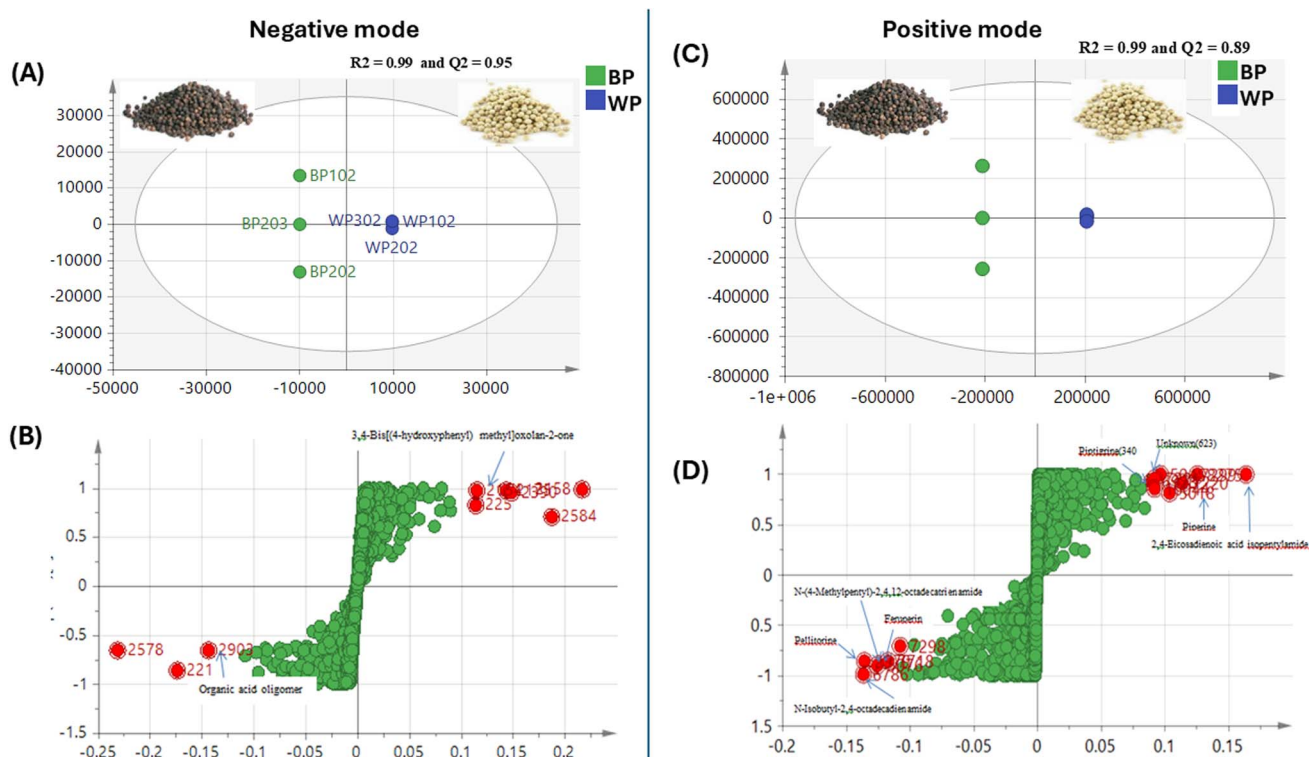 Negative mode
Positive mode
(A)
R2 = 0.99 and Q2 = 0.95
BP
WP
30000
20000
10000
0
-10000
-20000
-30000
-40000
BP102
BP203
BP202
WP302
WP102
WP202
-50000
-30000
-10000
10000
30000
(C)
R2 = 0.99 and Q2 = 0.89
BP
WP
600000
400000
200000
0
-200000
-400000
-600000
-800000
-1e+006
-600000
-200000
200000
600000
(B)
3,4-Bis[(4-hydroxyphenyl) methyl]oxolan-2-one
1
0.5
0
-0.5
-1
-1.5
225
2584
2578
2903
221
Organic acid oligomer
-0.25
-0.2
-0.15
-0.1
-0.05
0
0.05
0.1
0.15
0.2
(D)
Piptigrine(340
Unknown(623)
Piperine
2,4-Eicosadienoic acid isopentylamide
1
0.5
0
-0.5
-1
1.5
N-(4-Methylpentyl)-2,4,12-octadecatrienamide
Feruperin
Pellitorine
7298
N-Isobutyl-2,4-octadecadienamide
-0.2
-0.15
-0.1
-0.05
0
0.05
0.1
0.15